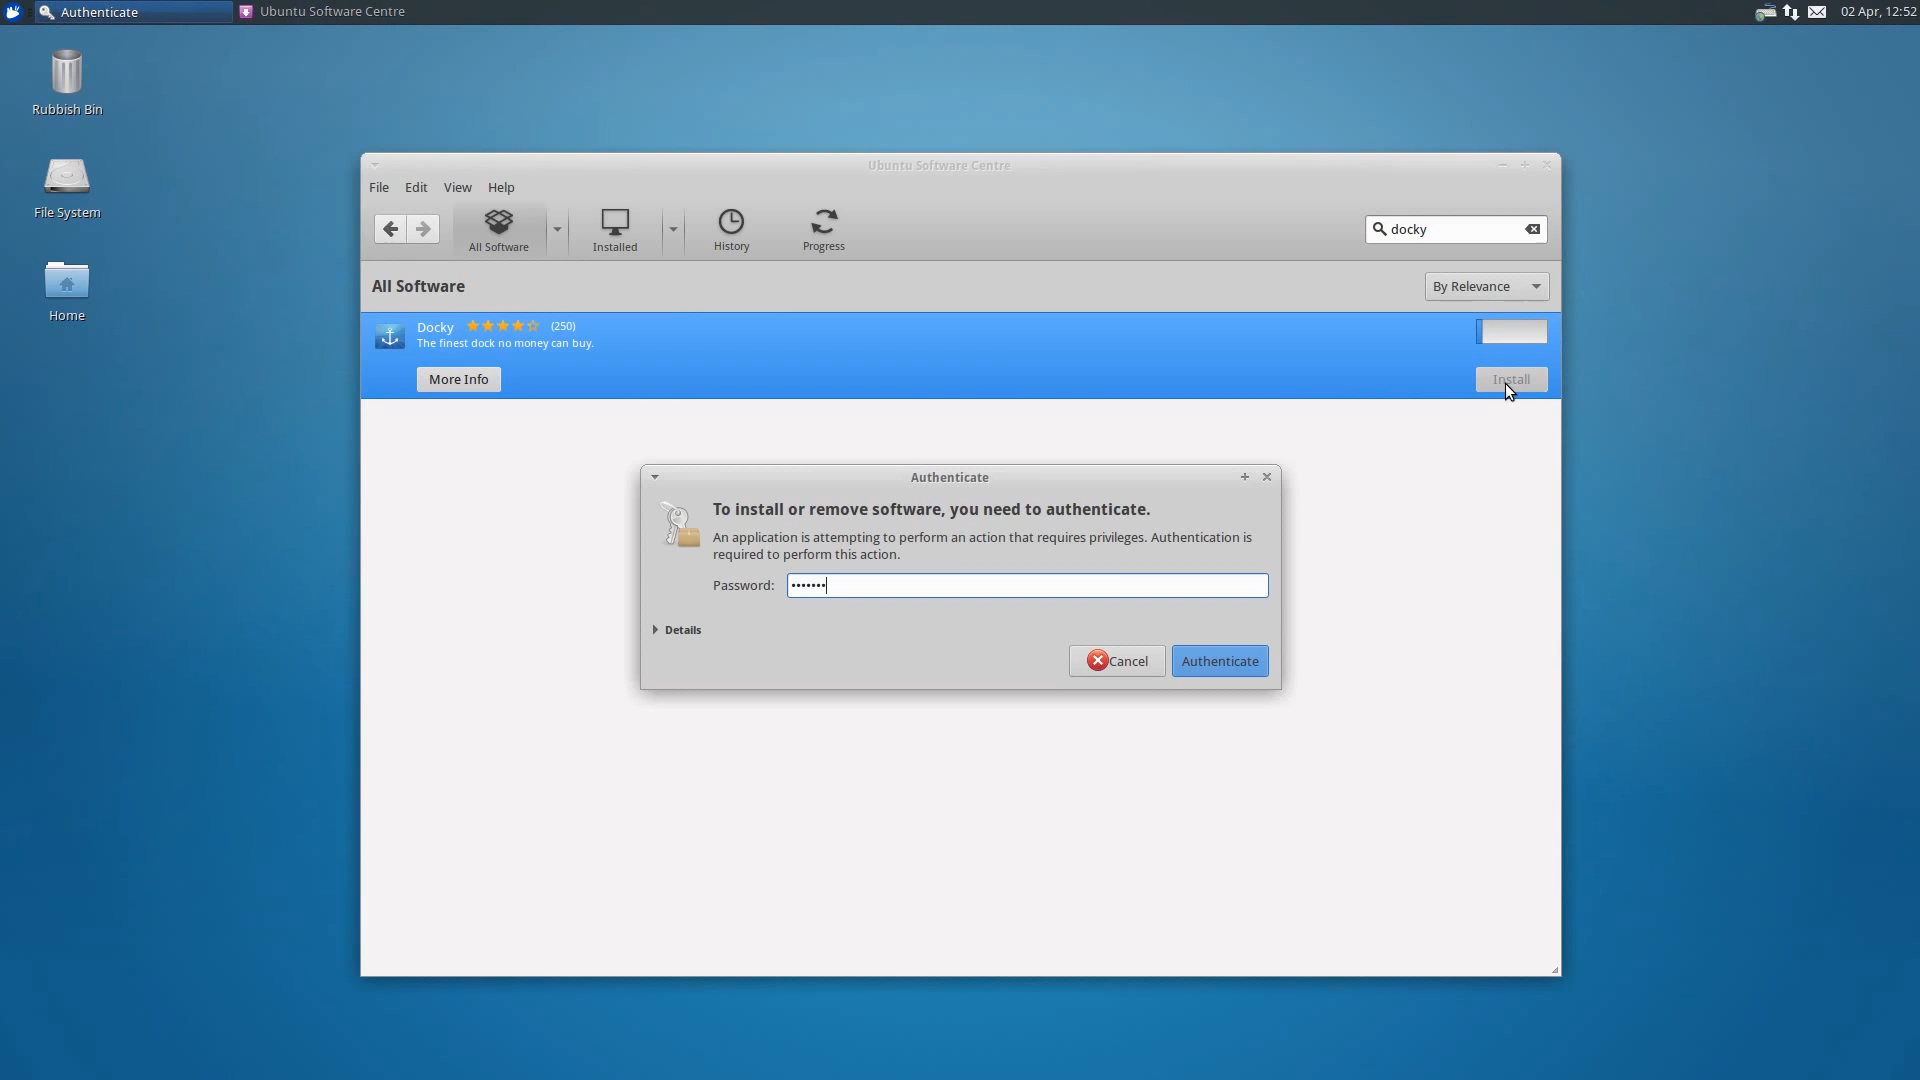 Authenticate
Ubuntu Software Centre
02 Apr, 12:52
Rubbish Bin
File System
Home
Ubuntu Software Centre
File Edit View Help
All Software
Installed
History
Progress
docky
All Software
By Relevance
Docky (250)
The finest dock no money can buy.
More Info
Install
Authenticate
To install or remove software, you need to authenticate.
An application is attempting to perform an action that requires privileges. Authentication is
required to perform this action.
Password: •••••••
Details
Cancel
Authenticate